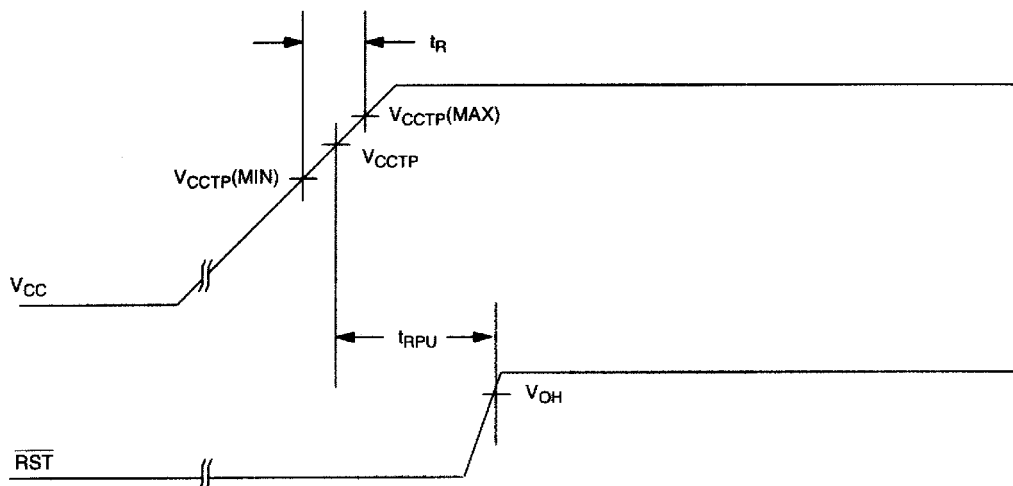 tR
VCCTP(MAX)
VCCTP
VCCTP(MIN)
VCC
tRPU
VOH
RST